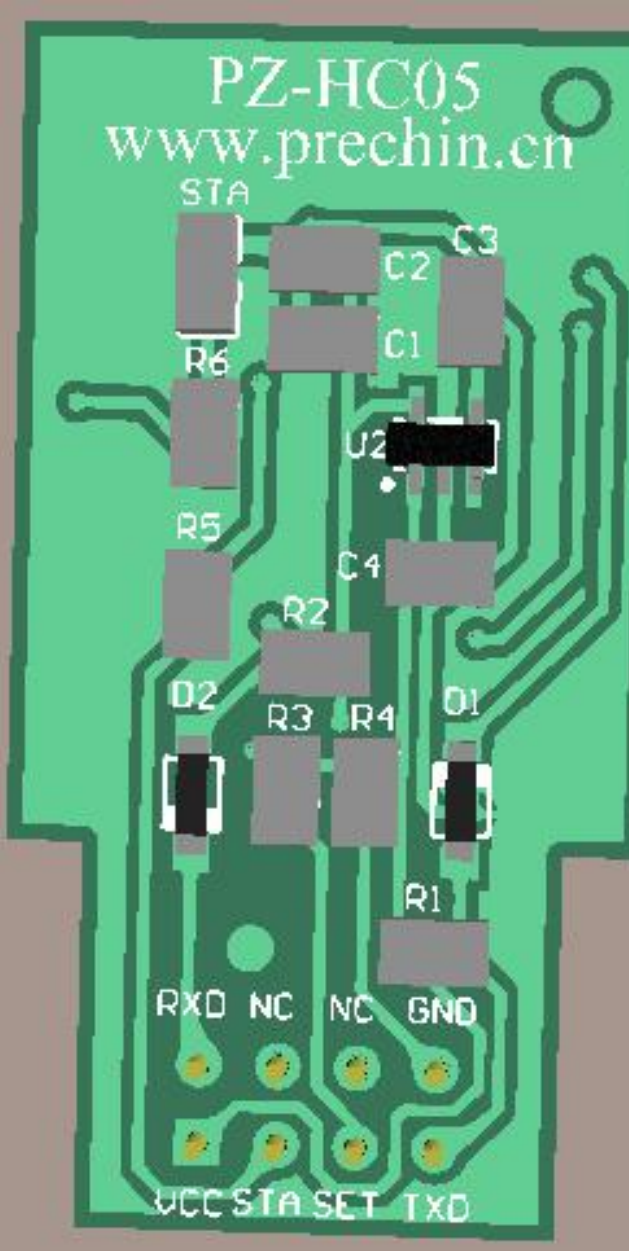 PZ-HC05
www.prechin.cn
STA
C3
C2
C1
R6
U2
R5
C4
R2
D2
D1
R3 R4
R1
RXD NC NC GND
VCC STA SET TXD